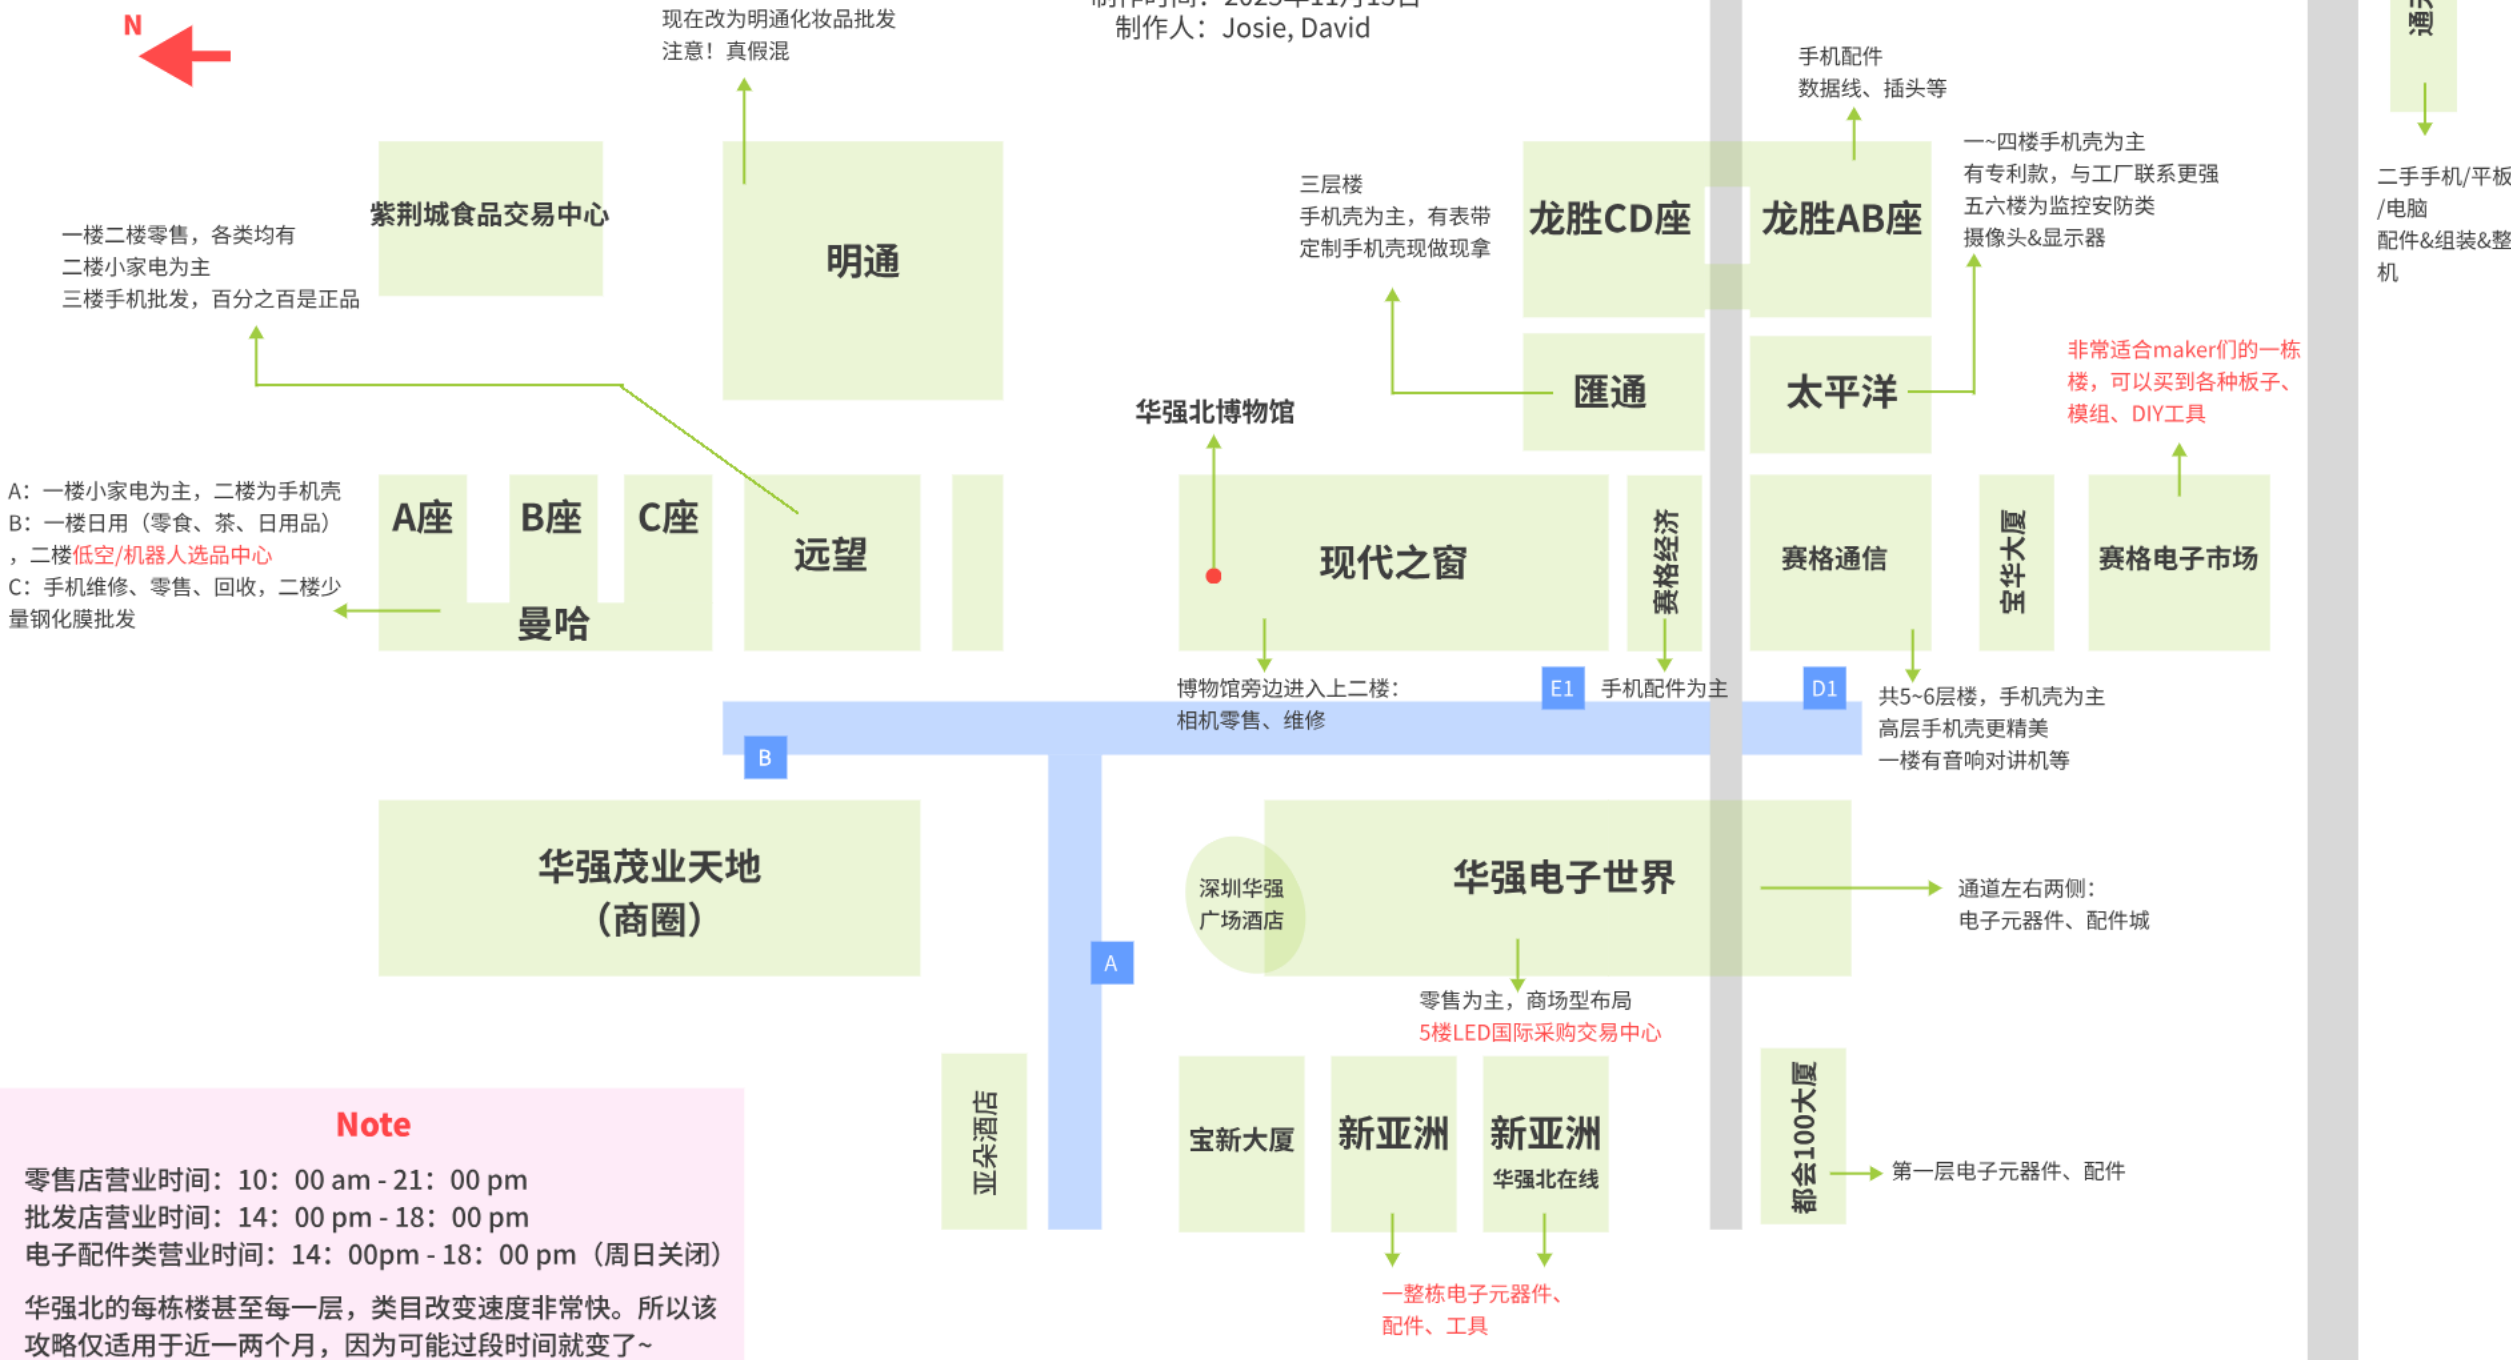 N
现在改为明通化妆品批发
注意！真假混
制作时间：2025年11月15日
制作人：Josie, David
手机配件
数据线、插头等
一~四楼手机壳为主
有专利款，与工厂联系更强
五六楼为监控安防类
摄像头&显示器
二手手机/平板
/电脑
配件&组装&整
机
三层楼
手机壳为主，有表带
定制手机壳现做现拿
龙胜CD座
龙胜AB座
紫荆城食品交易中心
明通
一楼二楼零售，各类均有
二楼小家电为主
三楼手机批发，百分之百是正品
匯通
太平洋
非常适合maker们的一栋
楼，可以买到各种板子、
模组、DIY工具
华强北博物馆
A：一楼小家电为主，二楼为手机壳
B：一楼日用（零食、茶、日用品）
，二楼低空/机器人选品中心
C：手机维修、零售、回收，二楼少
量钢化膜批发
A座
B座
C座
曼哈
远望
现代之窗
赛格经济
赛格通信
宝华大厦
赛格电子市场
博物馆旁边进入上二楼：
相机零售、维修
E1
手机配件为主
D1
共5~6层楼，手机壳为主
高层手机壳更精美
一楼有音响对讲机等
B
华强茂业天地
（商圈）
深圳华强
广场酒店
华强电子世界
通道左右两侧：
电子元器件、配件城
A
零售为主，商场型布局
5楼LED国际采购交易中心
亚朵酒店
宝新大厦
新亚洲
新亚洲
华强北在线
都会100大厦
第一层电子元器件、配件
一整栋电子元器件、
配件、工具
Note
零售店营业时间：10：00 am - 21：00 pm
批发店营业时间：14：00 pm - 18：00 pm
电子配件类营业时间：14：00pm - 18：00 pm（周日关闭）
华强北的每栋楼甚至每一层，类目改变速度非常快。所以该
攻略仅适用于近一两个月，因为可能过段时间就变了~